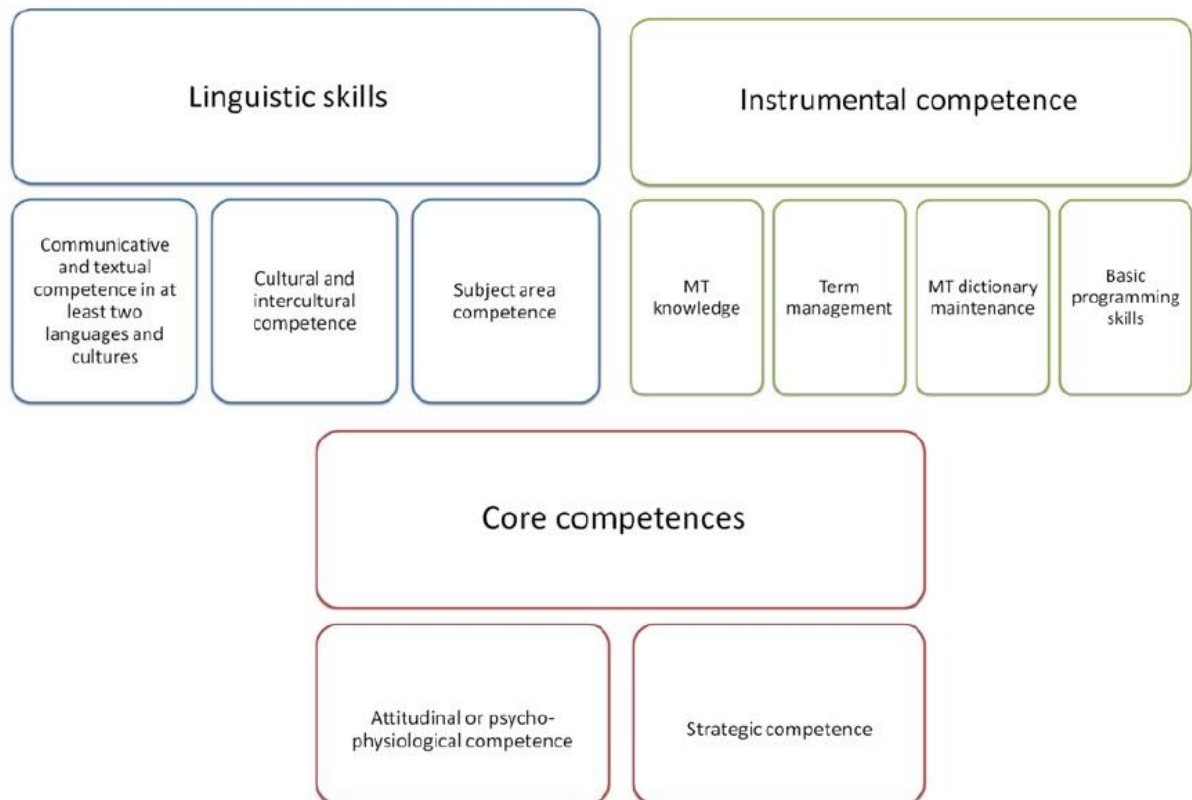 Linguistic skills
Communicative
and textual
competence in at
least two
languages and
cultures
Cultural and
intercultural
competence
Subject area
competence
Instrumental competence
MT
knowledge
Term
management
MT dictionary
maintenance
Basic
programming
skills
Core competences
Attitudinal or psycho-
physiological competence
Strategic competence